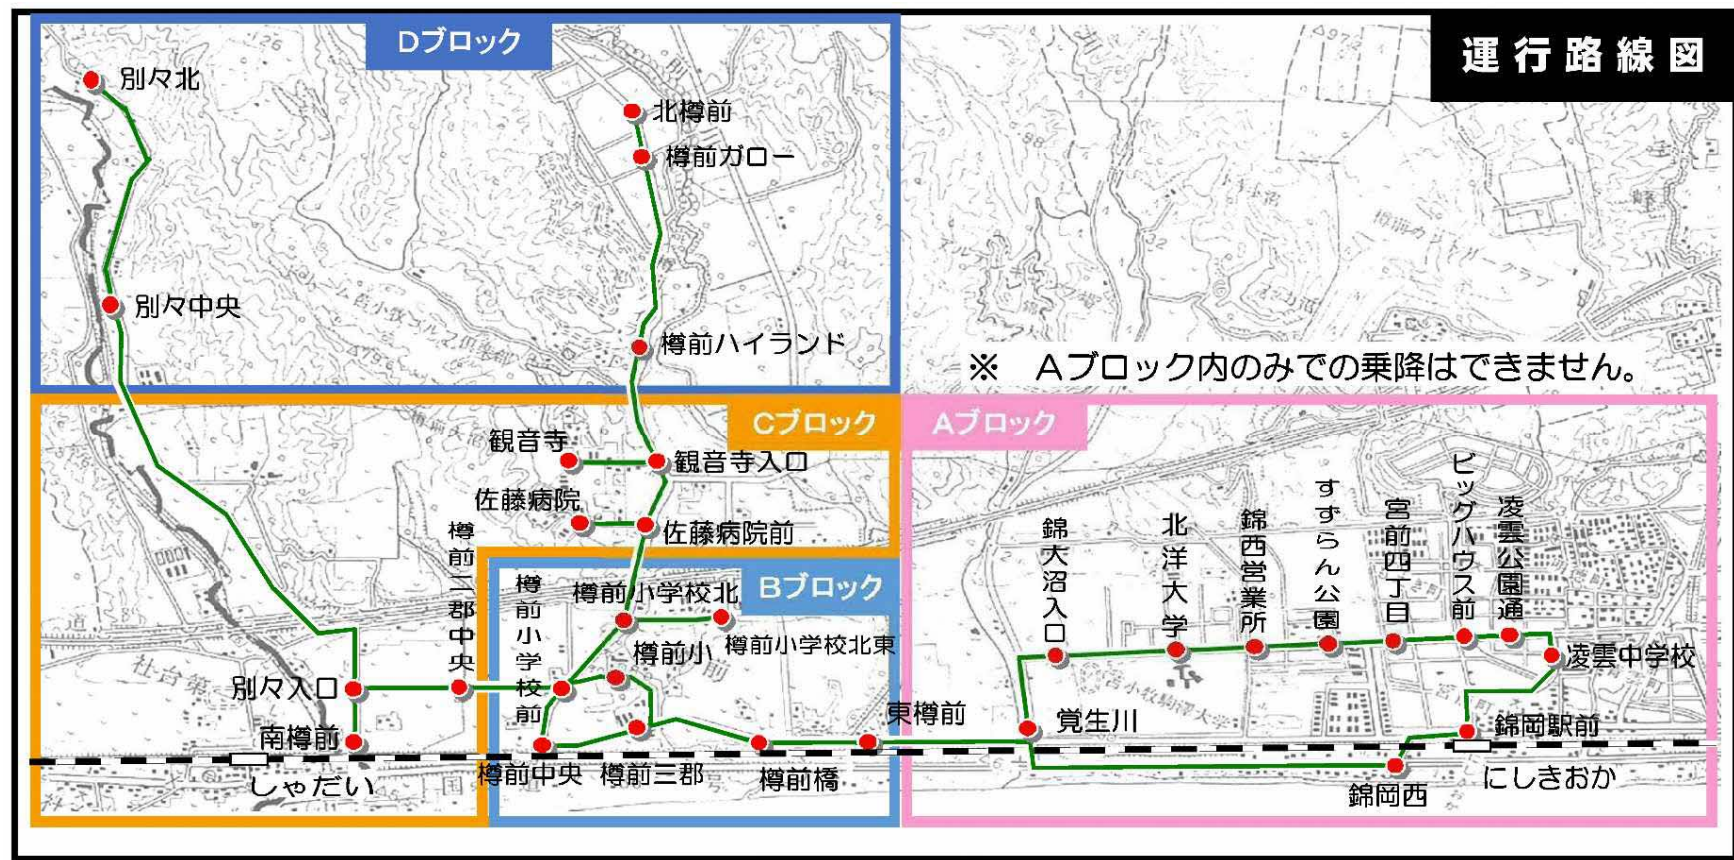 運行路線図
Dブロック
別々北
北樽前
樽前ガロー
別々中央
樽前ハイランド
※ Aブロック内のみでの乗降はできません。
Cブロック
Aブロック
観音寺
観音寺入口
佐藤病院
佐藤病院前
樽前二郡中央
Bブロック
樽前小学校前
樽前小学校北
樽前小学校北東
樽前小
別々入口
南樽前
しゃだい
樽前中央
樽前三郡
樽前橋
東樽前
覚生川
錦大沼入口
北洋大学
錦西営業所
すずらん公園
宮前四丁目
ビッグハウス前
凌雲公園通
凌雲中学校
錦岡駅前
にしきおか
錦岡西
苫小牧駒澤大学